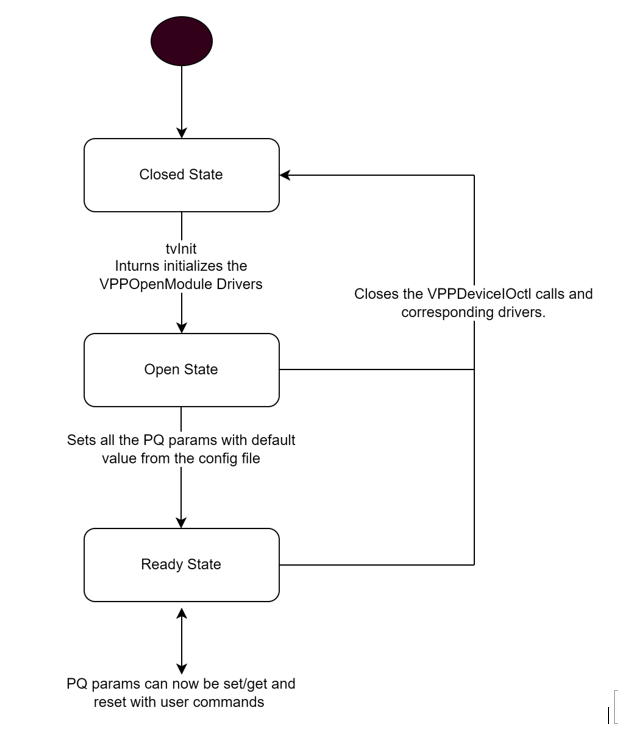 Closed State
tvInit
Inturns initializes the
VPPOpenModule Drivers
Closes the VPPDeviceIOctl calls and
corresponding drivers.
Open State
Sets all the PQ params with default
value from the config file
Ready State
PQ params can now be set/get and
reset with user commands